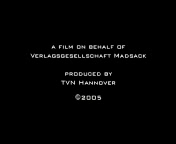 A FILM ON BEHALF OF
VERLAGSGESELLSCHAFT MADSACK
PRODUCED BY
TVN HANNOVER
©2005